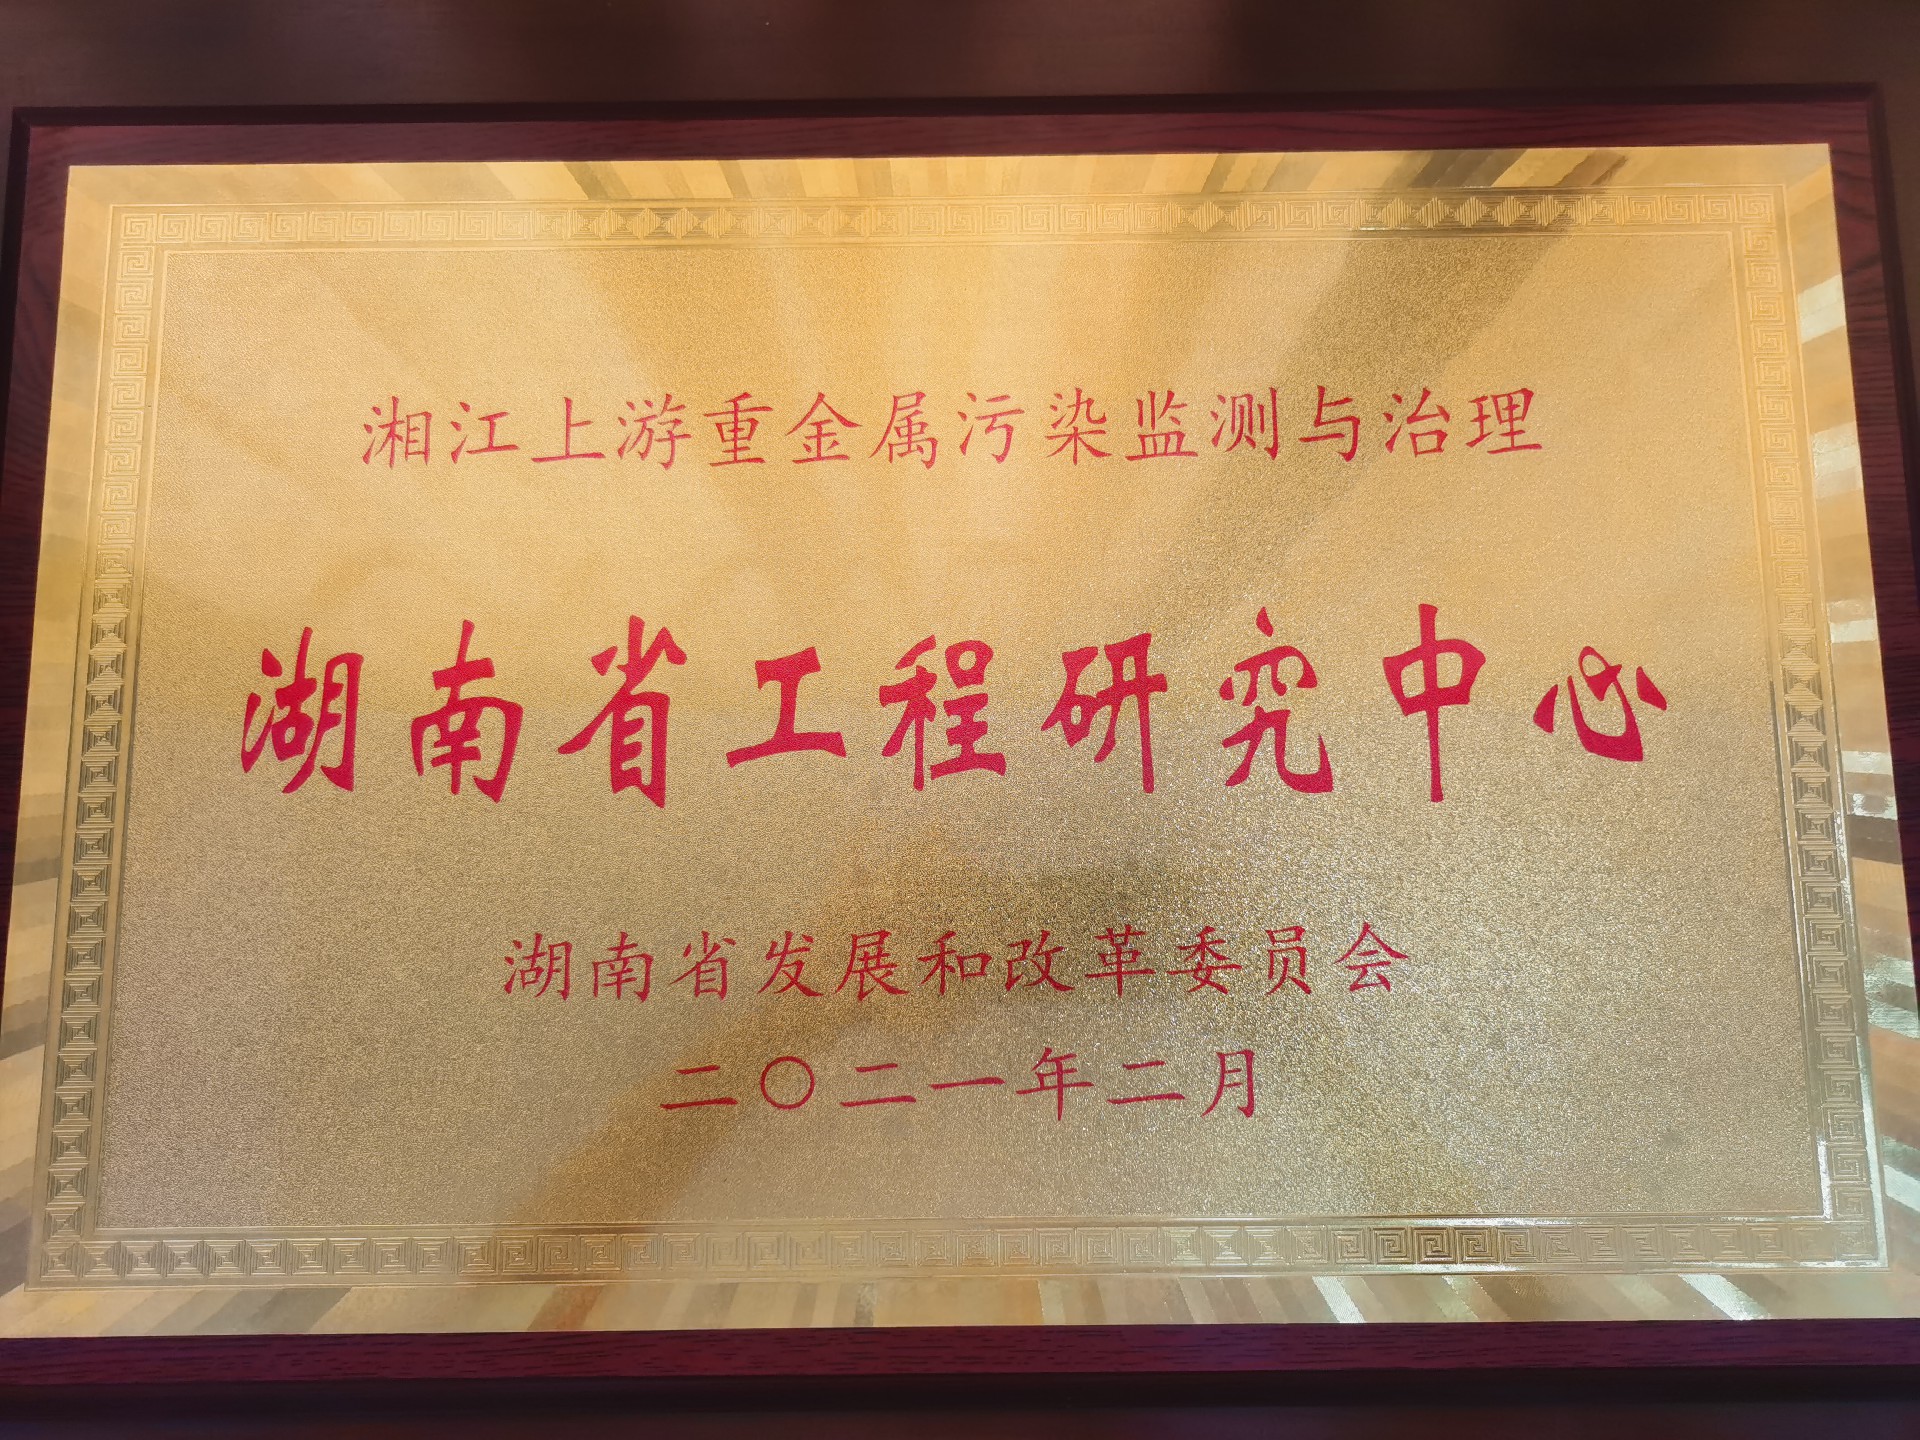 湘江上游重金属污染监测与治理
湖南省工程研究中心
湖南省发展和改革委员会
二〇二一年二月